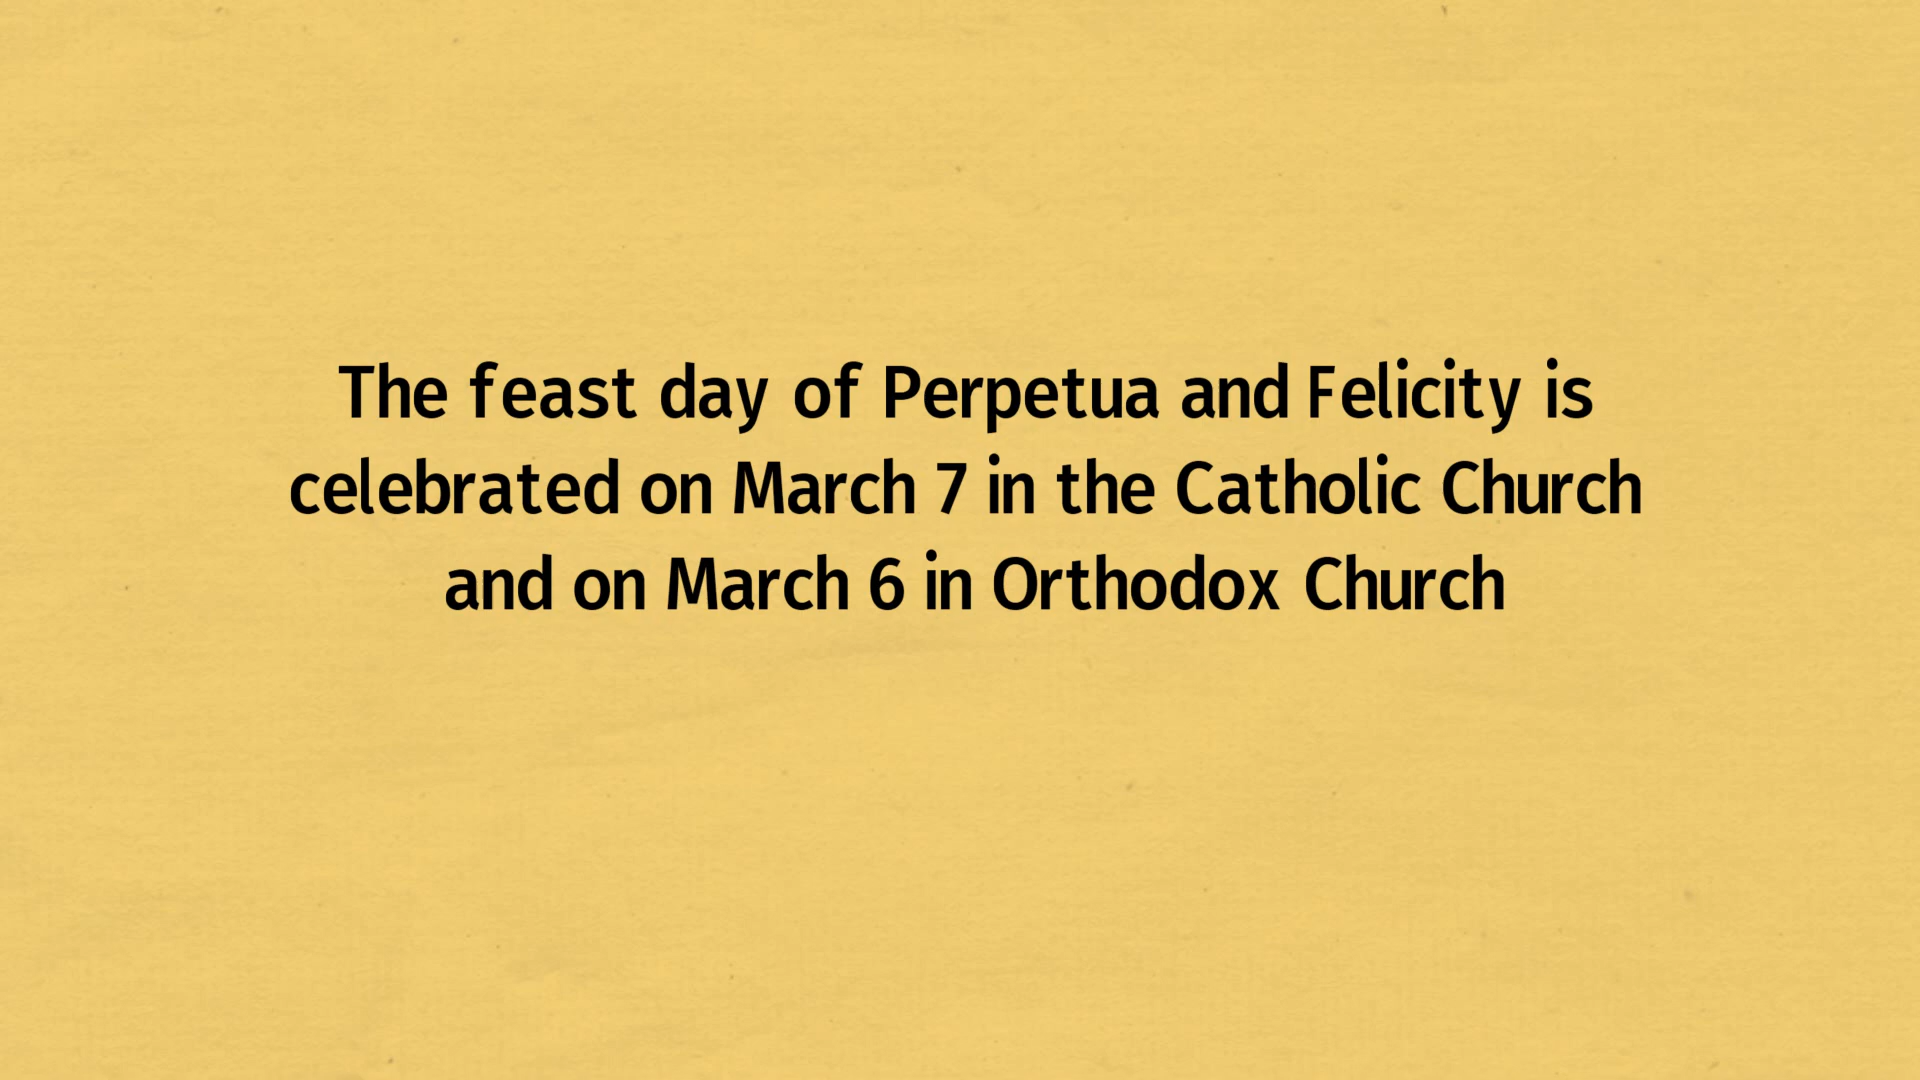 The feast day of Perpetua and Felicity is
celebrated on March 7 in the Catholic Church
and on March 6 in Orthodox Church